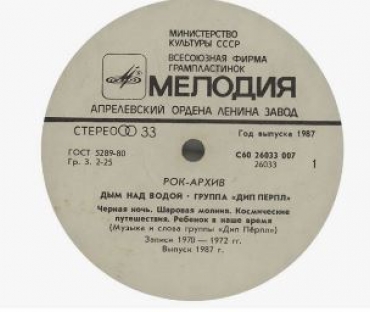 МИНИСТЕРСТВО
КУЛЬТУРЫ СССР
ВСЕСОЮЗНАЯ ФИРМА
ГРАМПЛАСТИНОК
МЕЛОДИЯ
АПРЕЛЕВСКИЙ ОРДЕНА ЛЕНИНА ЗАВОД
СТЕРЕО 33
Год выпуска 1987
ГОСТ 5289-80
Гр. 3. 2-25
С60 26033 007
26033
1
РОК-АРХИВ
ДЫМ НАД ВОДОЙ · ГРУППА «ДИП ПЕРПЛ»
Черная ночь. Шаровая молния. Космические
путешествия. Ребенок в наше время
(Музыка и слова группы «Дип Пёрпл»)
Записи 1970 — 1972 гг.
Выпуск 1987 г.